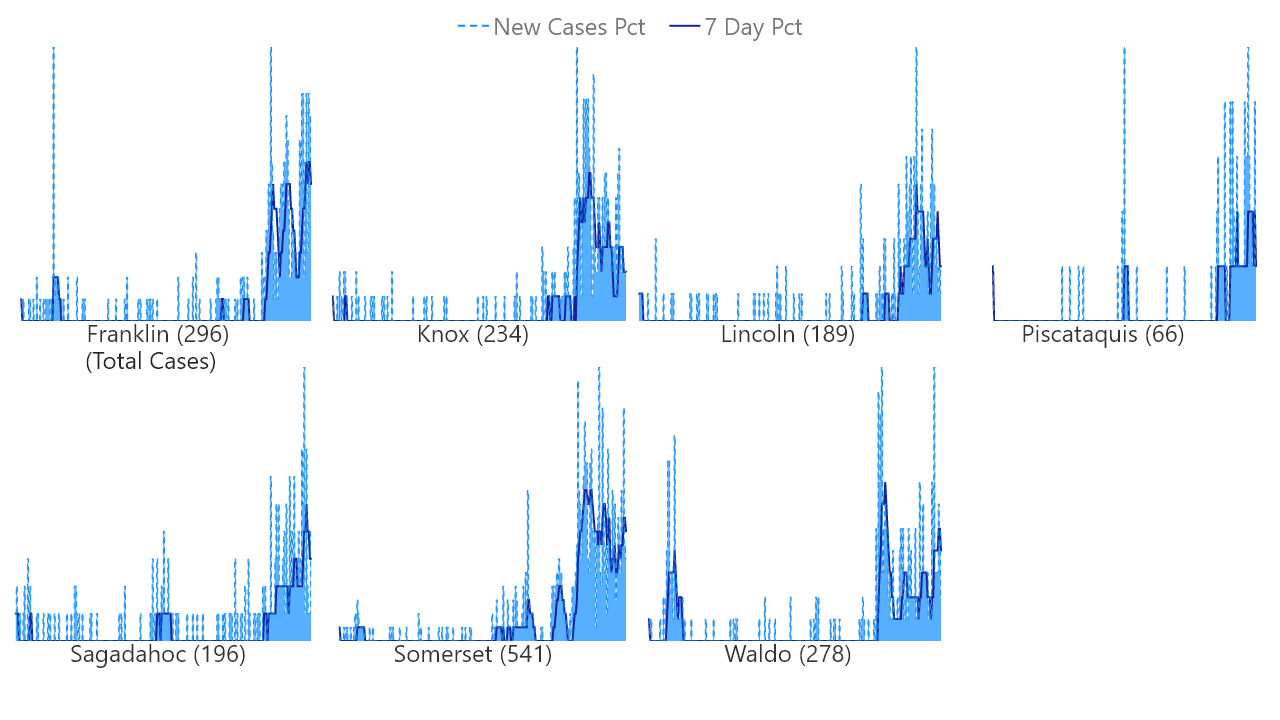 New Cases Pct 7 Day Pct
Franklin (296) Knox (234) Lincoln (189) Piscataquis (66)
(Total Cases)
Sagadahoc (196) Somerset (541) Waldo (278)